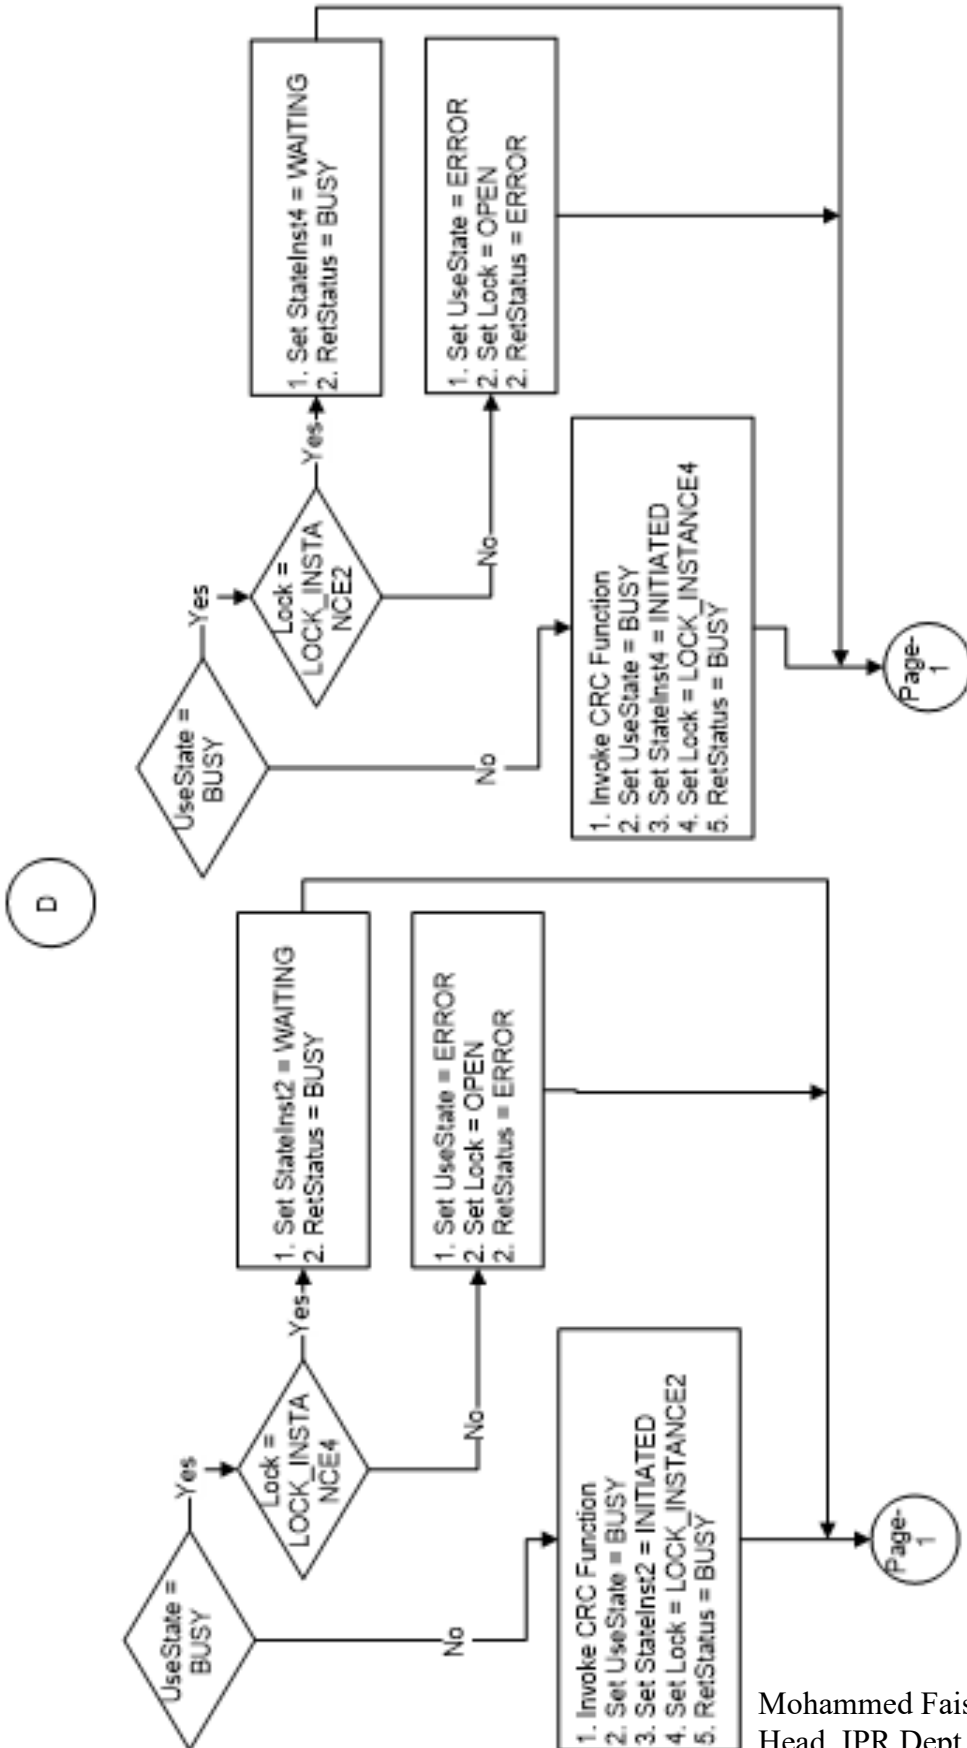 D
UseState =
BUSY
Yes
No
Lock =
LOCK_INSTA
NCE4
Yes
No
1. Set StateInst2 = WAITING
2. RetStatus = BUSY
1. Set UseState = ERROR
2. Set Lock = OPEN
2. RetStatus = ERROR
1. Invoke CRC Function
2. Set UseState = BUSY
3. Set StateInst2 = INITIATED
4. Set Lock = LOCK_INSTANCE2
5. RetStatus = BUSY
Page-
1
UseState =
BUSY
Yes
No
Lock =
LOCK_INSTA
NCE2
Yes
No
1. Set StateInst4 = WAITING
2. RetStatus = BUSY
1. Set UseState = ERROR
2. Set Lock = OPEN
2. RetStatus = ERROR
1. Invoke CRC Function
2. Set UseState = BUSY
3. Set StateInst4 = INITIATED
4. Set Lock = LOCK_INSTANCE4
5. RetStatus = BUSY
Page-
1
Mohammed Fais
Head IPR Dept